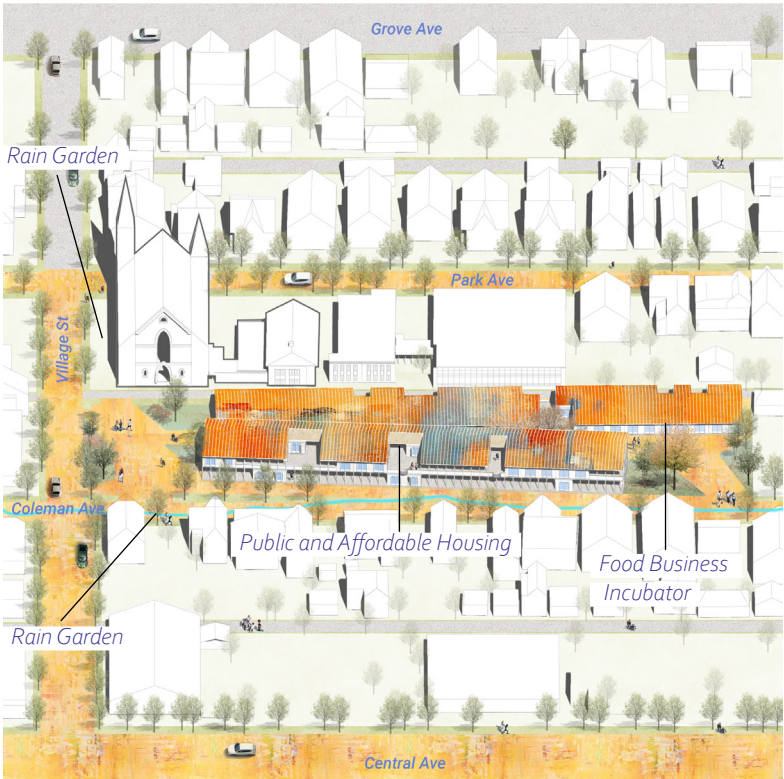 Grove Ave
Rain Garden
Park Ave
Village St
Coleman Ave
Public and Affordable Housing
Food Business
Incubator
Rain Garden
Central Ave